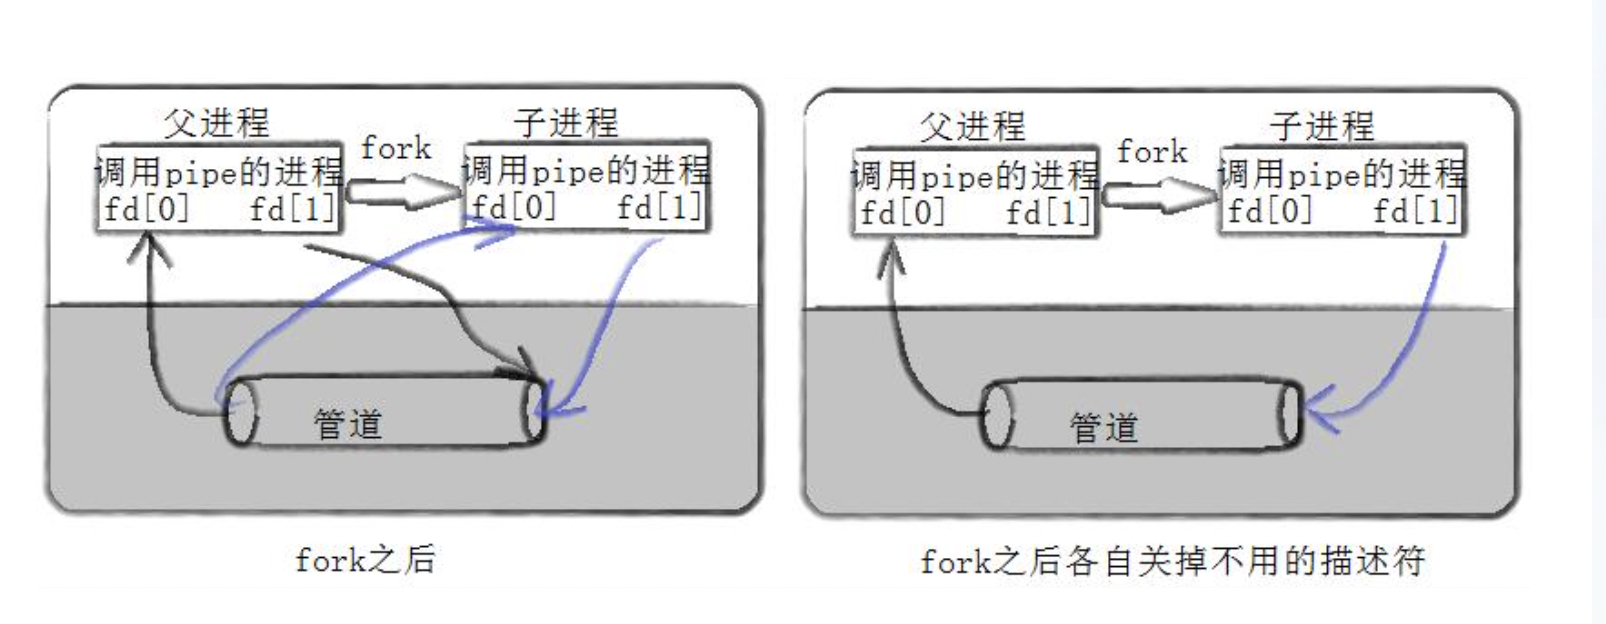 父进程
fork
子进程
调用pipe的进程
fd[0] fd[1]
调用pipe的进程
fd[0] fd[1]
管道
fork之后
父进程
fork
子进程
调用pipe的进程
fd[0] fd[1]
调用pipe的进程
fd[0] fd[1]
管道
fork之后各自关掉不用的描述符